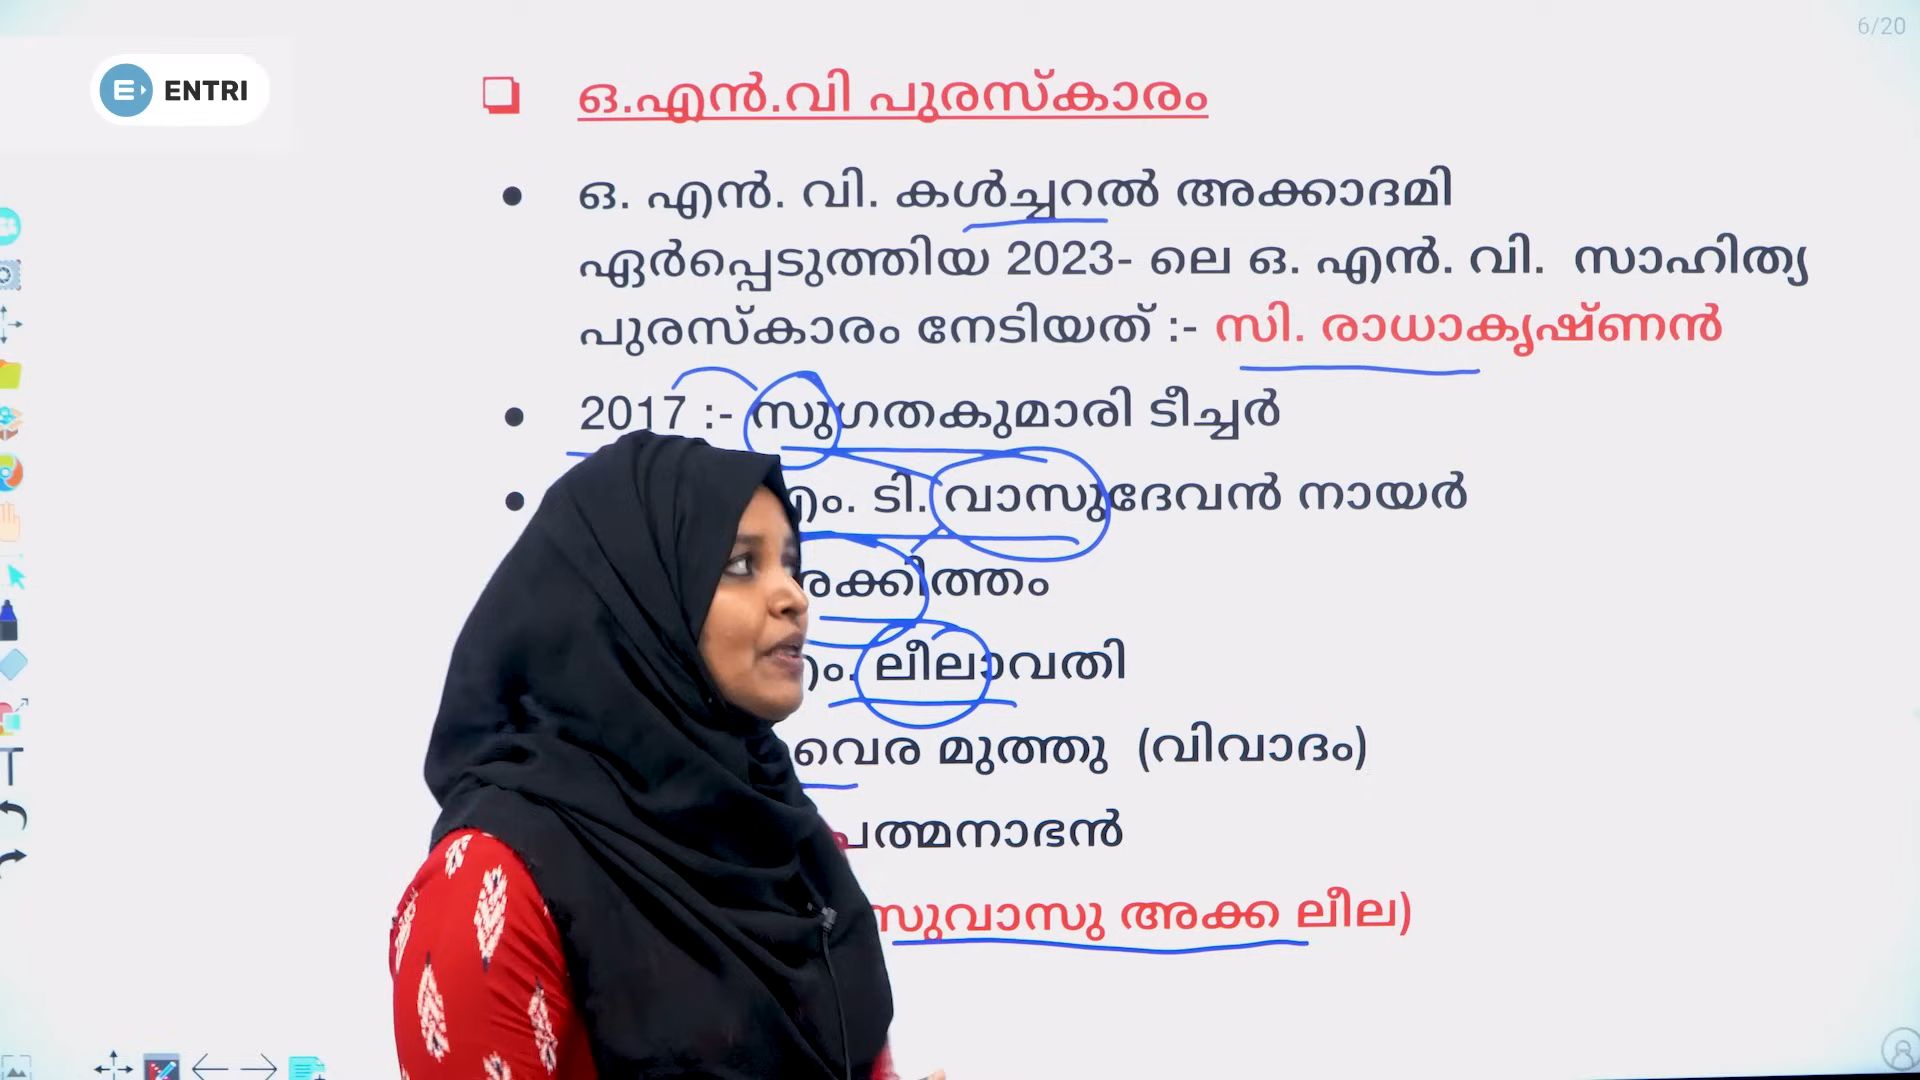 6/20
ENTRI
ഒ.എൻ.വി പുരസ്കാരം
ഒ. എൻ. വി. കൾച്ചറൽ അക്കാദമി
ഏർപ്പെടുത്തിയ 2023- ലെ ഒ. എൻ. വി. സാഹിത്യ
പുരസ്കാരം നേടിയത് :- സി. രാധാകൃഷ്ണൻ
2017 :- സുഗതകുമാരി ടീച്ചർ
എം. ടി. വാസുദേവൻ നായർ
അക്കിത്തം
എം. ലീലാവതി
വൈര മുത്തു (വിവാദം)
പത്മനാഭൻ
സുവാസു അക്ക ലീല)